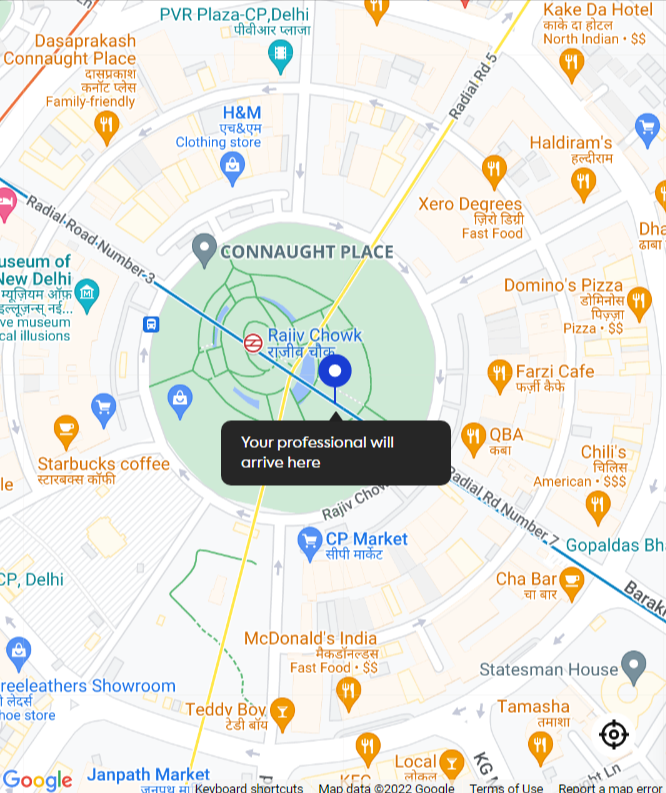 PVR Plaza-CP,Delhi
पीवीआर प्लाजा
Kake Da Hotel
काके दा होटल
North Indian • $$
Dasaprakash
Connaught Place
दासप्रकाश
कनॉट प्लेस
Family-friendly
Radial Rd 5
H&M
एच&एम
Clothing store
Haldiram's
हल्दीराम
Radial Road Number-3
Xero Degrees
ज़िरो डिग्री
Fast Food
Dha
ढाबा
CONNAUGHT PLACE
useum of
New Delhi
म्यूज़ियम ऑफ़
इल्लूज़न्स् नई...
ve museum
cal illusions
Domino's Pizza
डोमिनोस
पिज़्ज़ा
Pizza • $$
Rajiv Chowk
राजीव चौक
Farzi Cafe
फर्ज़ी कैफे
Your professional will
arrive here
QBA
कबा
Starbucks coffee
स्टारबक्स कॉफी
le
Chili's
चिलिस
American • $$$
Rajiv Chow
Radial Rd Number 7
CP Market
सीपी मार्केट
Gopaldas Bha
CP, Delhi
Cha Bar
चा बार
Barak
McDonald's India
मैकडॉनल्डस
Fast Food • $$
Statesman House
reeleathers Showroom
ी लेदर्स
hoe store
Teddy Boy
टेडी बॉय
Tamasha
तमाशा
Local
लोकल
KFC
KG M
ht Ln
Google
Janpath Market
जनपथ मा
Keyboard shortcuts
Map data ©2022 Google
Terms of Use
Report a map error